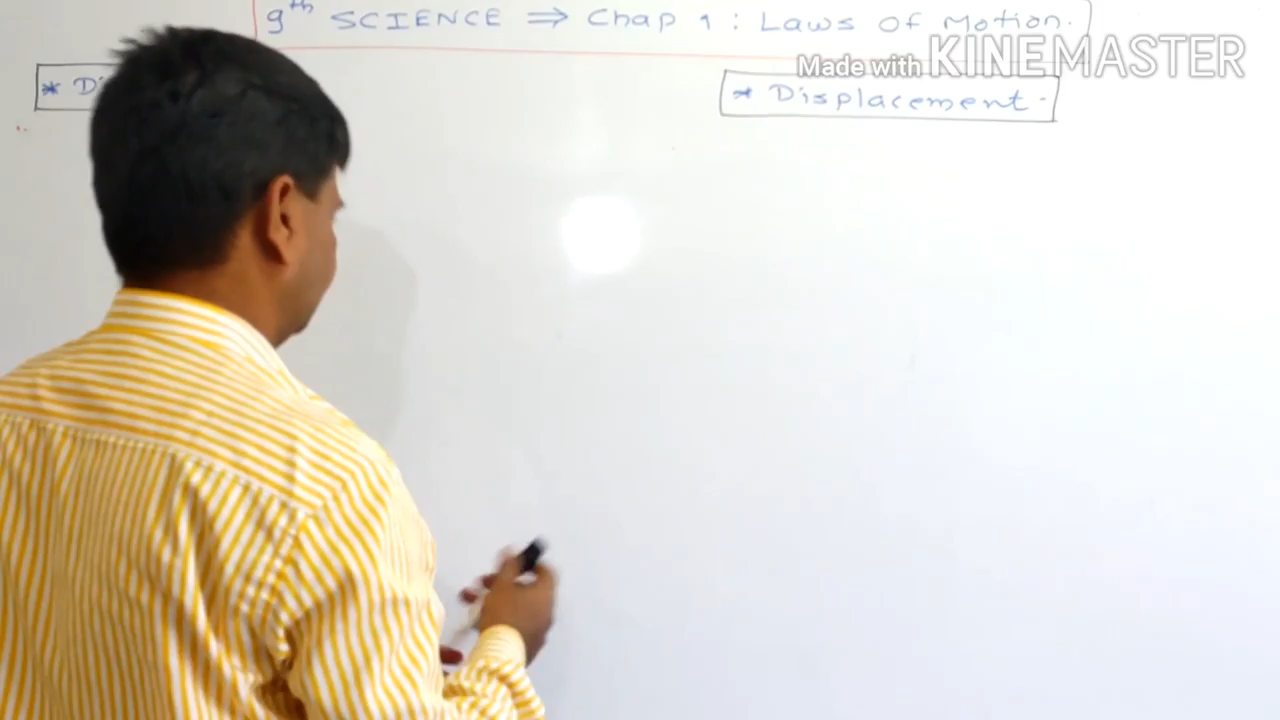 9th SCIENCE ⇒ Chap 1 : Laws of Motion.
Made with KINEMASTER
* Displacement.